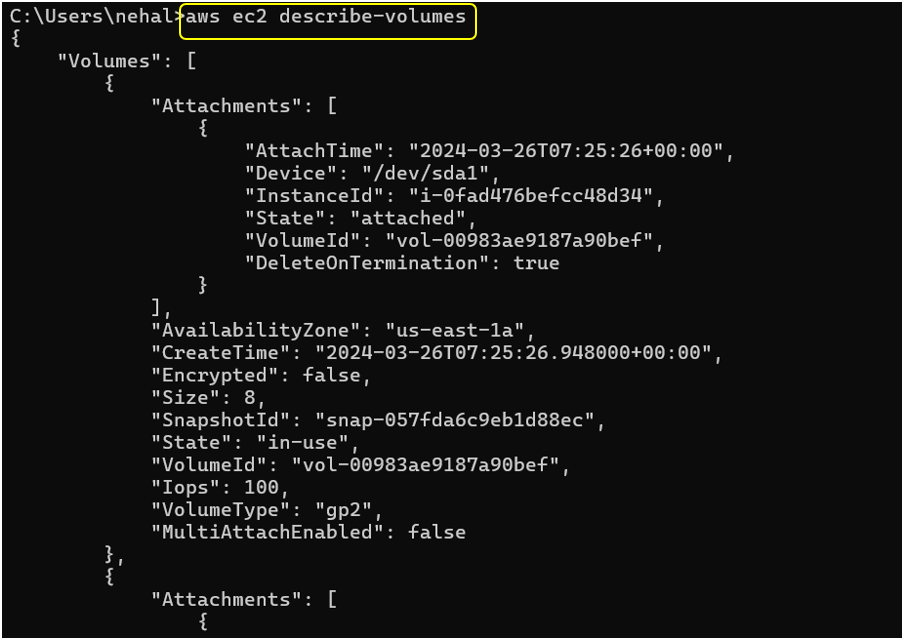 C:\Users\nehal>aws ec2 describe-volumes
{
    "Volumes": [
        {
            "Attachments": [
                {
                    "AttachTime": "2024-03-26T07:25:26+00:00",
                    "Device": "/dev/sda1",
                    "InstanceId": "i-0fad476befcc48d34",
                    "State": "attached",
                    "VolumeId": "vol-00983ae9187a90bef",
                    "DeleteOnTermination": true
                }
            ],
            "AvailabilityZone": "us-east-1a",
            "CreateTime": "2024-03-26T07:25:26.948000+00:00",
            "Encrypted": false,
            "Size": 8,
            "SnapshotId": "snap-057fda6c9eb1d88ec",
            "State": "in-use",
            "VolumeId": "vol-00983ae9187a90bef",
            "Iops": 100,
            "VolumeType": "gp2",
            "MultiAttachEnabled": false
        },
        {
            "Attachments": [
                {